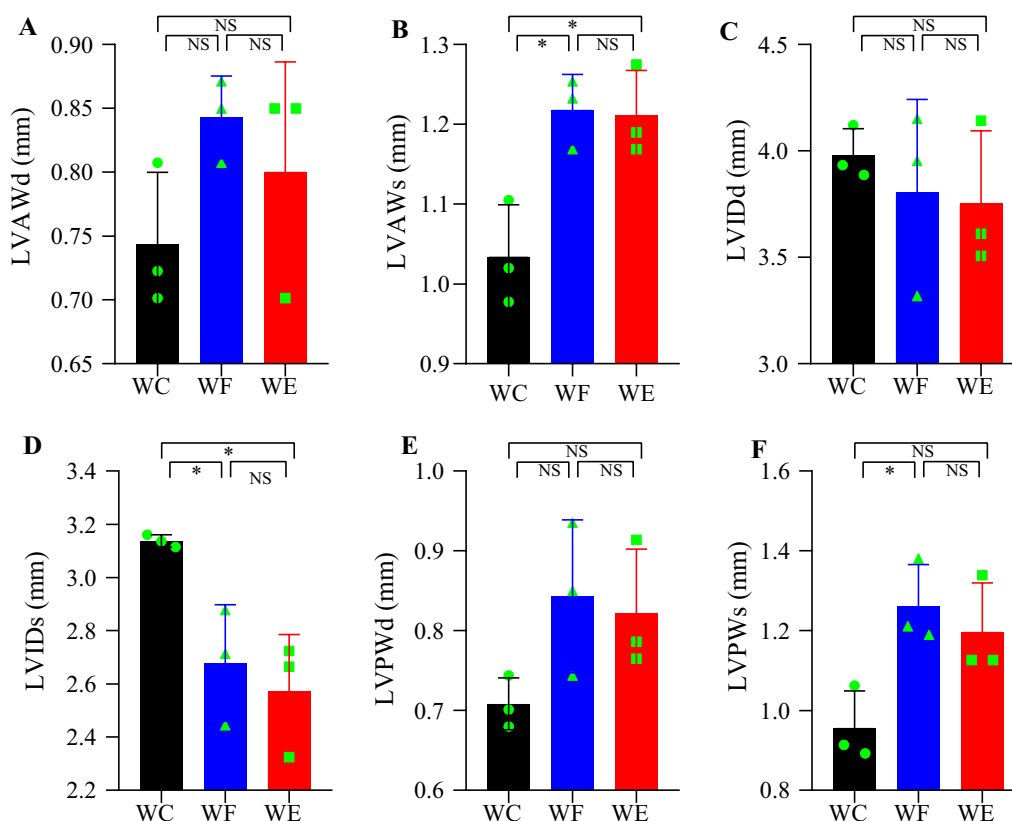 A
NS
NS
NS
LVAWd (mm)
0.90
0.85
0.80
0.75
0.70
0.65
WC
WF
WE
B
*
*
NS
LVAWs (mm)
1.3
1.2
1.1
1.0
0.9
WC
WF
WE
C
NS
NS
NS
LVIDd (mm)
4.5
4.0
3.5
3.0
WC
WF
WE
D
*
*
NS
LVIDs (mm)
3.4
3.2
3.0
2.8
2.6
2.4
2.2
WC
WF
WE
E
NS
NS
NS
LVPWd (mm)
1.0
0.9
0.8
0.7
0.6
WC
WF
WE
F
NS
*
NS
LVPWs (mm)
1.6
1.4
1.2
1.0
0.8
WC
WF
WE